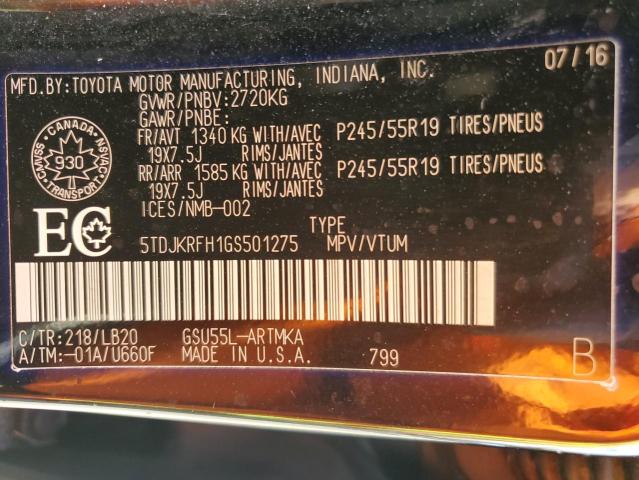 07/16
MFD.BY:TOYOTA MOTOR MANUFACTURING, INDIANA, INC.
GVWR/PNBV:2720KG
GAWR/PNBE:
FR/AVT 1340 KG WITH/AVEC P245/55R19 TIRES/PNEUS
19X7.5J RIMS/JANTES
RR/ARR 1585 KG WITH/AVEC P245/55R19 TIRES/PNEUS
19X7.5J RIMS/JANTES
ICES/NMB-002
CANADA
CMVSS NSVAC
930
TRANSPORT
EC
TYPE
5TDJKRFH1GS501275 MPV/VTUM
C/TR:218/LB20 GSU55L-ARTMKA
A/TM:-01A/U660F MADE IN U.S.A. 799
B